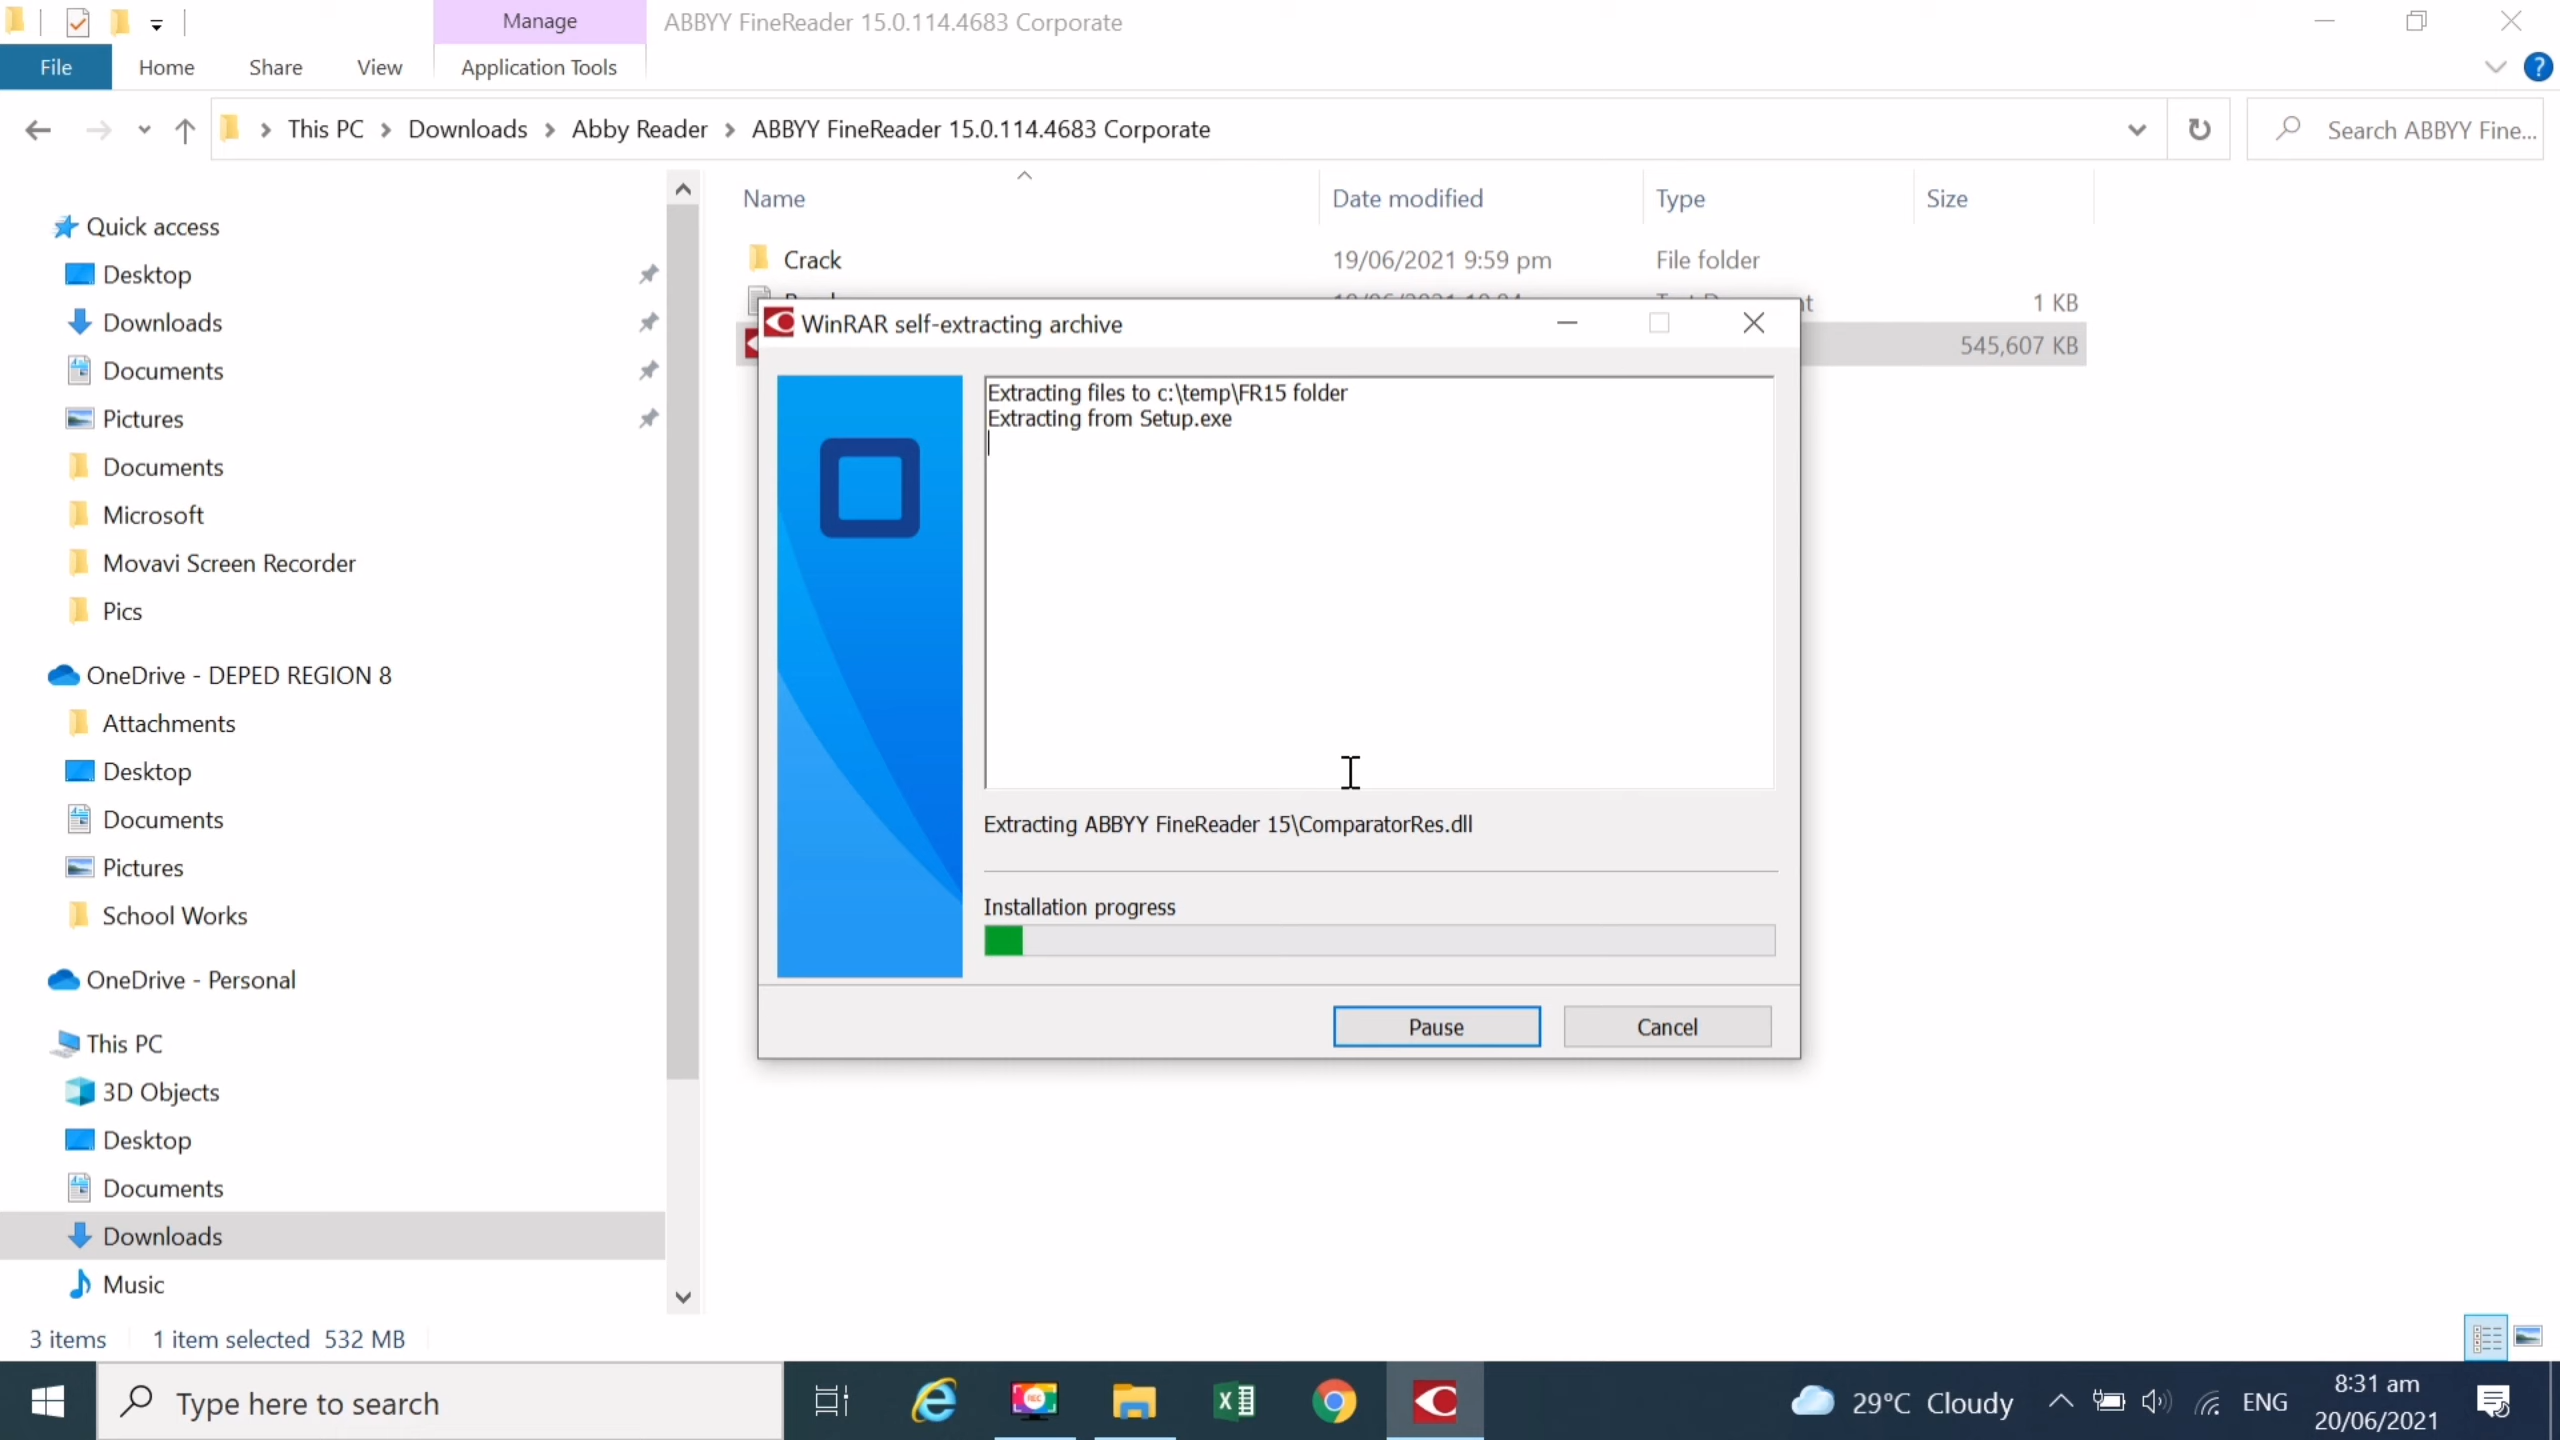 Manage
ABBYY FineReader 15.0.114.4683 Corporate
File
Home
Share
View
Application Tools
This PC
Downloads
Abby Reader
ABBYY FineReader 15.0.114.4683 Corporate
Search ABBYY Fine...
Name
Date modified
Type
Size
Crack
19/06/2021 9:59 pm
File folder
1 KB
545,607 KB
Quick access
Desktop
Downloads
Documents
Pictures
Documents
Microsoft
Movavi Screen Recorder
Pics
OneDrive - DEPED REGION 8
Attachments
Desktop
Documents
Pictures
School Works
OneDrive - Personal
This PC
3D Objects
Desktop
Documents
Downloads
Music
WinRAR self-extracting archive
Extracting files to c:\temp\FR15 folder
Extracting from Setup.exe
Extracting ABBYY FineReader 15\ComparatorRes.dll
Installation progress
Pause
Cancel
3 items
1 item selected 532 MB
Type here to search
REC
29°C Cloudy
ENG
8:31 am
20/06/2021